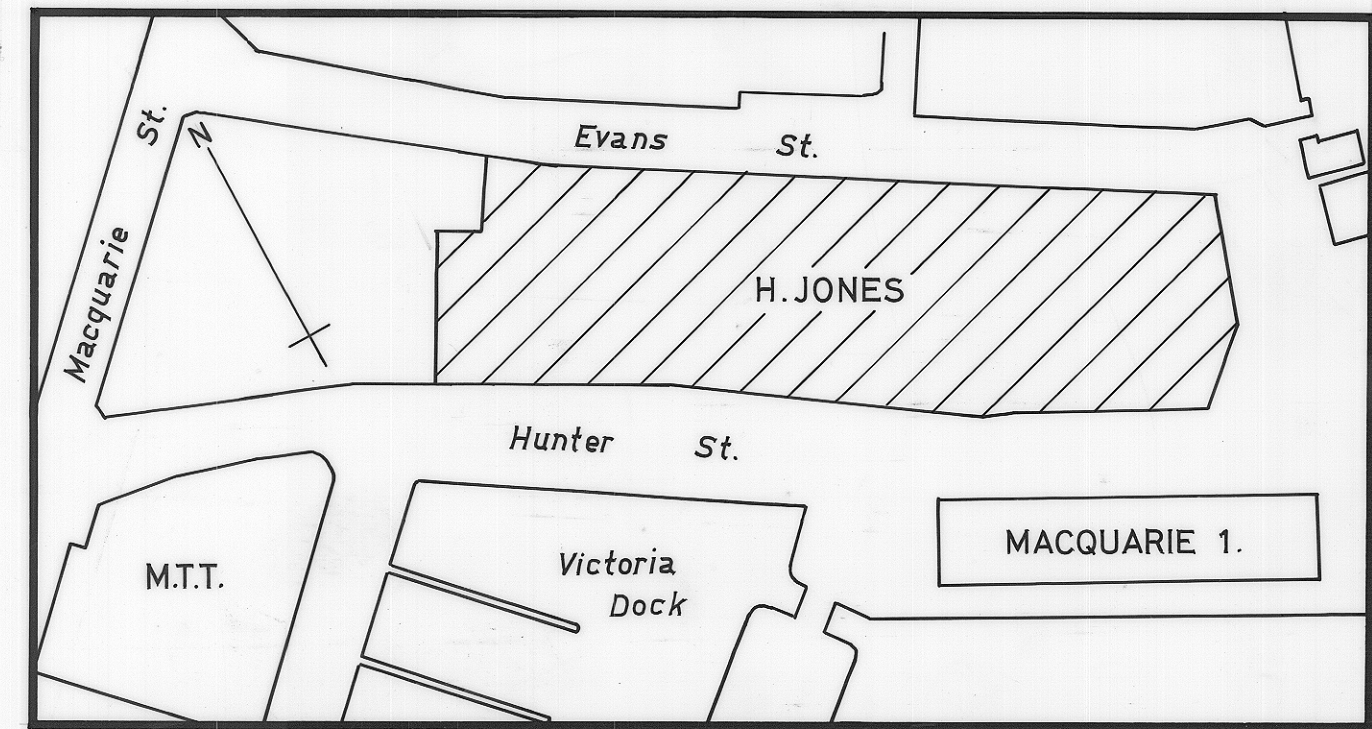 Macquarie St.
N
Evans St.
H. JONES
Hunter St.
M.T.T.
Victoria
Dock
MACQUARIE 1.